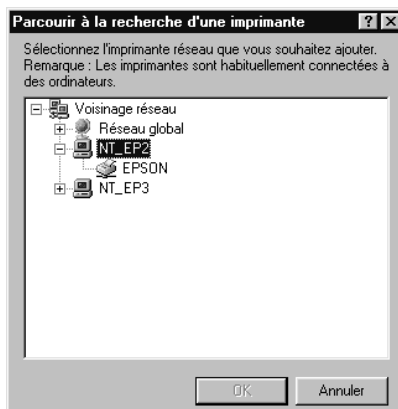 Parcourir à la recherche d'une imprimante
Sélectionnez l'imprimante réseau que vous souhaitez ajouter.
Remarque : Les imprimantes sont habituellement connectées à
des ordinateurs.
Voisinage réseau
Réseau global
NT_EP2
EPSON
NT_EP3
OK
Annuler